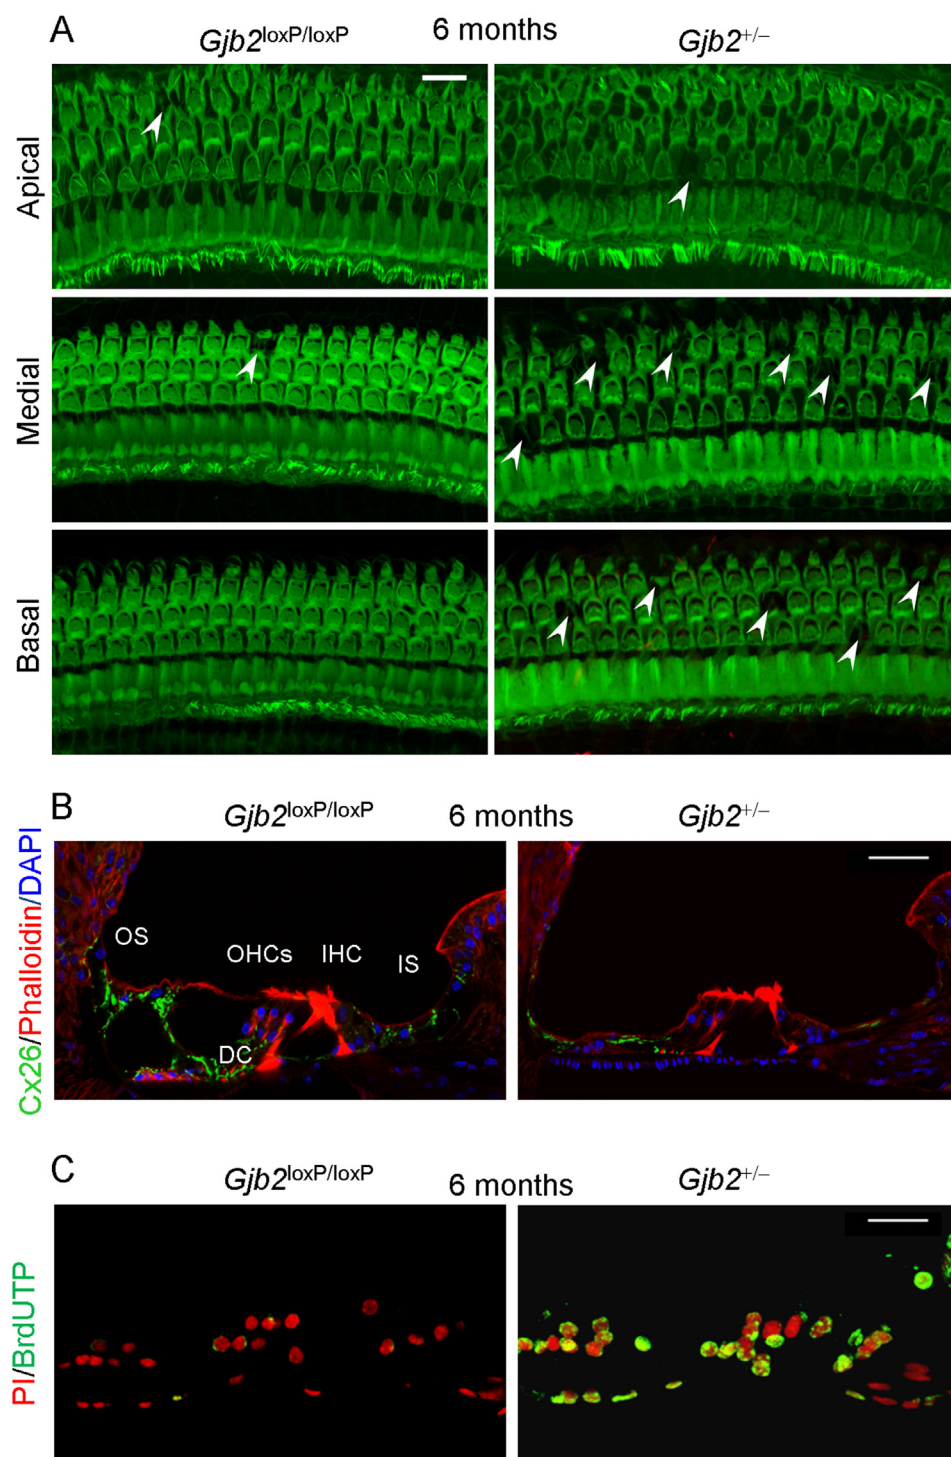 A
Gjb2loxP/loxP 6 months Gjb2+/–
Apical
Medial
Basal
B
Gjb2loxP/loxP 6 months Gjb2+/–
Cx26/Phalloidin/DAPI
OS
OHCs IHC IS
DC
C
Gjb2loxP/loxP 6 months Gjb2+/–
PI/BrdUTP